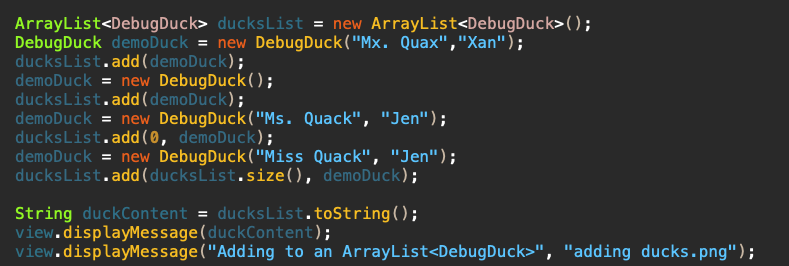 ArrayList<DebugDuck> ducksList = new ArrayList<DebugDuck>();
DebugDuck demoDuck = new DebugDuck("Mx. Quax","Xan");
ducksList.add(demoDuck);
demoDuck = new DebugDuck();
ducksList.add(demoDuck);
demoDuck = new DebugDuck("Ms. Quack", "Jen");
ducksList.add(0, demoDuck);
demoDuck = new DebugDuck("Miss Quack", "Jen");
ducksList.add(ducksList.size(), demoDuck);
String duckContent = ducksList.toString();
view.displayMessage(duckContent);
view.displayMessage("Adding to an ArrayList<DebugDuck>", "adding ducks.png");